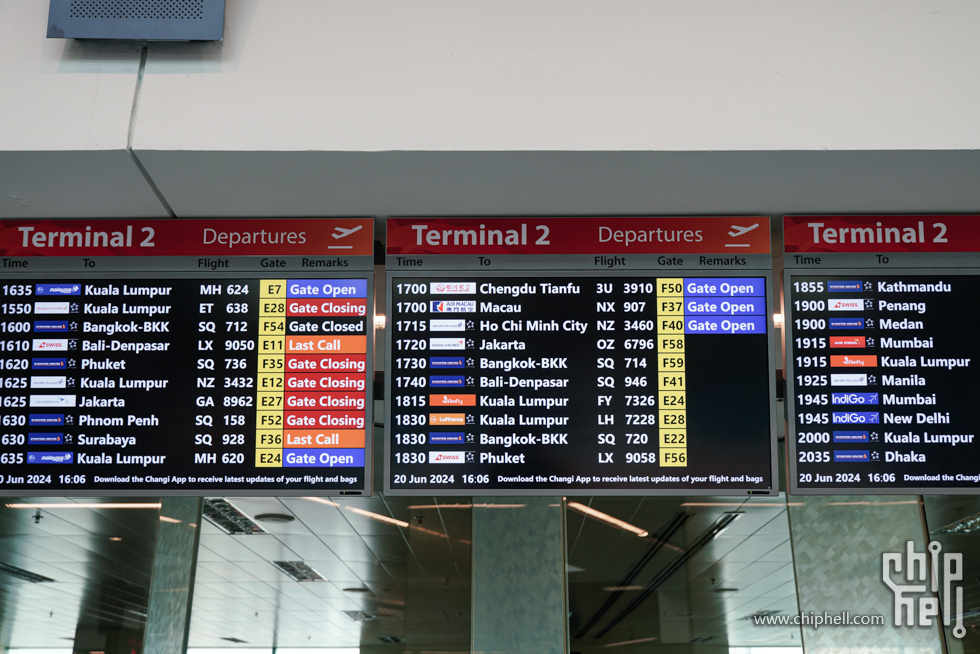 Terminal 2 Departures
Time To Flight Gate Remarks
1635 malaysia Kuala Lumpur MH 624 E7 Gate Open
1550 Kuala Lumpur ET 638 E28 Gate Closing
1600 Bangkok-BKK SQ 712 F54 Gate Closed
1610 SWISS Bali-Denpasar LX 9050 E11 Last Call
1620 Phuket SQ 736 F35 Gate Closing
1625 Kuala Lumpur NZ 3432 E12 Gate Closing
1625 Jakarta GA 8962 E27 Gate Closing
1630 Phnom Penh SQ 158 F52 Gate Closing
1630 Surabaya SQ 928 F36 Last Call
1635 malaysia Kuala Lumpur MH 620 E24 Gate Open
20 Jun 2024 16:06 Download the Changi App to receive latest updates of your flight and bags
Terminal 2 Departures
Time To Flight Gate Remarks
1700 Chengdu Tianfu 3U 3910 F50 Gate Open
1700 AIR MACAU Macau NX 907 F37 Gate Open
1715 Ho Chi Minh City NZ 3460 F40 Gate Open
1720 Jakarta OZ 6796 F58
1730 Bangkok-BKK SQ 714 F59
1740 Bali-Denpasar SQ 946 F41
1815 firefly Kuala Lumpur FY 7326 E24
1830 Lufthansa Kuala Lumpur LH 7228 E28
1830 Bangkok-BKK SQ 720 E22
1830 SWISS Phuket LX 9058 F56
20 Jun 2024 16:06 Download the Changi App to receive latest updates of your flight and bags
Terminal 2
Time To
1855 Kathmandu
1900 SWISS Penang
1900 Medan
1915 Mumbai
1915 firefly Kuala Lumpur
1925 Manila
1945 IndiGo Mumbai
1945 IndiGo New Delhi
2000 Kuala Lumpur
2035 Dhaka
20 Jun 2024 16:06 Download the Changi App to rece
www.chiphell.com
chip hell